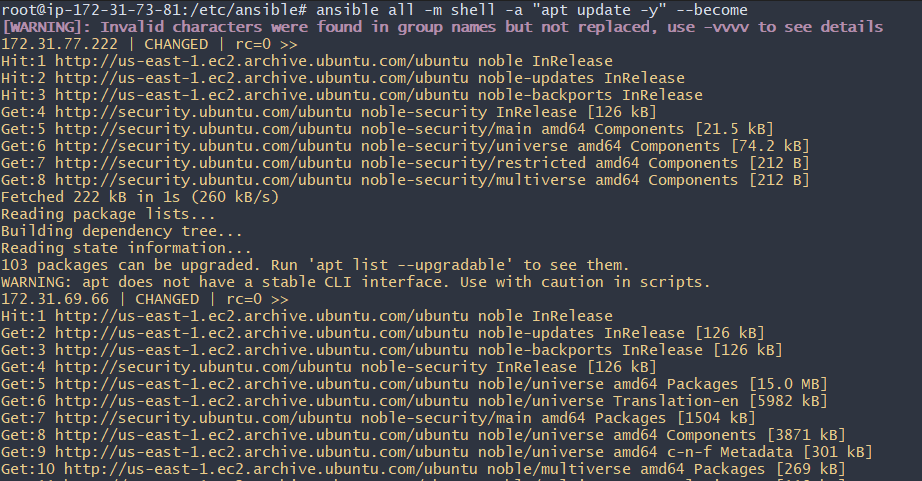 root@ip-172-31-73-81:/etc/ansible# ansible all -m shell -a "apt update -y" --become
[WARNING]: Invalid characters were found in group names but not replaced, use -vvvv to see details
172.31.77.222 | CHANGED | rc=0 >>
Hit:1 http://us-east-1.ec2.archive.ubuntu.com/ubuntu noble InRelease
Hit:2 http://us-east-1.ec2.archive.ubuntu.com/ubuntu noble-updates InRelease
Hit:3 http://us-east-1.ec2.archive.ubuntu.com/ubuntu noble-backports InRelease
Get:4 http://security.ubuntu.com/ubuntu noble-security InRelease [126 kB]
Get:5 http://security.ubuntu.com/ubuntu noble-security/main amd64 Components [21.5 kB]
Get:6 http://security.ubuntu.com/ubuntu noble-security/universe amd64 Components [74.2 kB]
Get:7 http://security.ubuntu.com/ubuntu noble-security/restricted amd64 Components [212 B]
Get:8 http://security.ubuntu.com/ubuntu noble-security/multiverse amd64 Components [212 B]
Fetched 222 kB in 1s (260 kB/s)
Reading package lists...
Building dependency tree...
Reading state information...
103 packages can be upgraded. Run 'apt list --upgradable' to see them.
WARNING: apt does not have a stable CLI interface. Use with caution in scripts.
172.31.69.66 | CHANGED | rc=0 >>
Hit:1 http://us-east-1.ec2.archive.ubuntu.com/ubuntu noble InRelease
Get:2 http://us-east-1.ec2.archive.ubuntu.com/ubuntu noble-updates InRelease [126 kB]
Get:3 http://us-east-1.ec2.archive.ubuntu.com/ubuntu noble-backports InRelease [126 kB]
Get:4 http://security.ubuntu.com/ubuntu noble-security InRelease [126 kB]
Get:5 http://us-east-1.ec2.archive.ubuntu.com/ubuntu noble/universe amd64 Packages [15.0 MB]
Get:6 http://us-east-1.ec2.archive.ubuntu.com/ubuntu noble/universe Translation-en [5982 kB]
Get:7 http://security.ubuntu.com/ubuntu noble-security/main amd64 Packages [1504 kB]
Get:8 http://us-east-1.ec2.archive.ubuntu.com/ubuntu noble/universe amd64 Components [3871 kB]
Get:9 http://us-east-1.ec2.archive.ubuntu.com/ubuntu noble/universe amd64 c-n-f Metadata [301 kB]
Get:10 http://us-east-1.ec2.archive.ubuntu.com/ubuntu noble/multiverse amd64 Packages [269 kB]